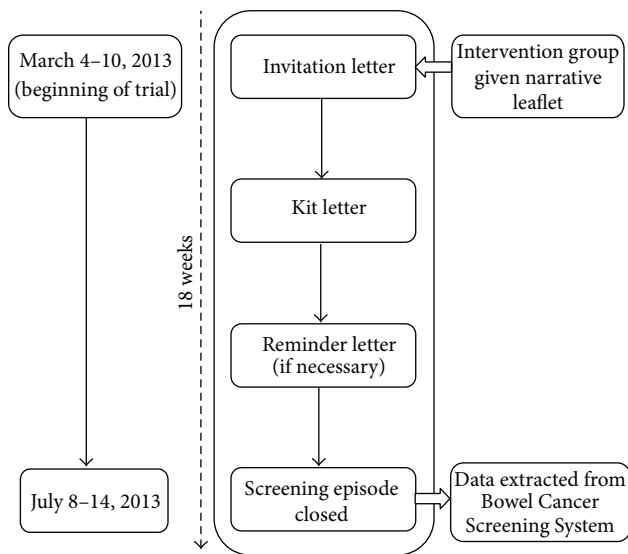 March 4–10, 2013
(beginning of trial)
Invitation letter
Intervention group
given narrative
leaflet
Kit letter
18 weeks
Reminder letter
(if necessary)
July 8–14, 2013
Screening episode
closed
Data extracted from
Bowel Cancer
Screening System